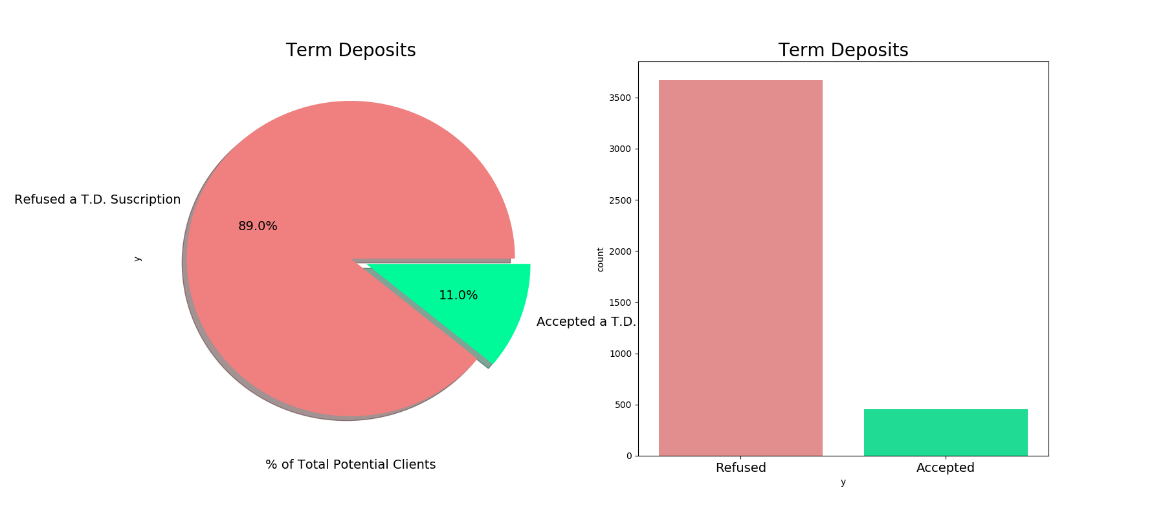 Term Deposits
Refused a T.D. Suscription
89.0%
y
11.0%
Accepted a T.D.
% of Total Potential Clients
Term Deposits
3500
3000
2500
2000
1500
1000
500
0
count
Refused
Accepted
y